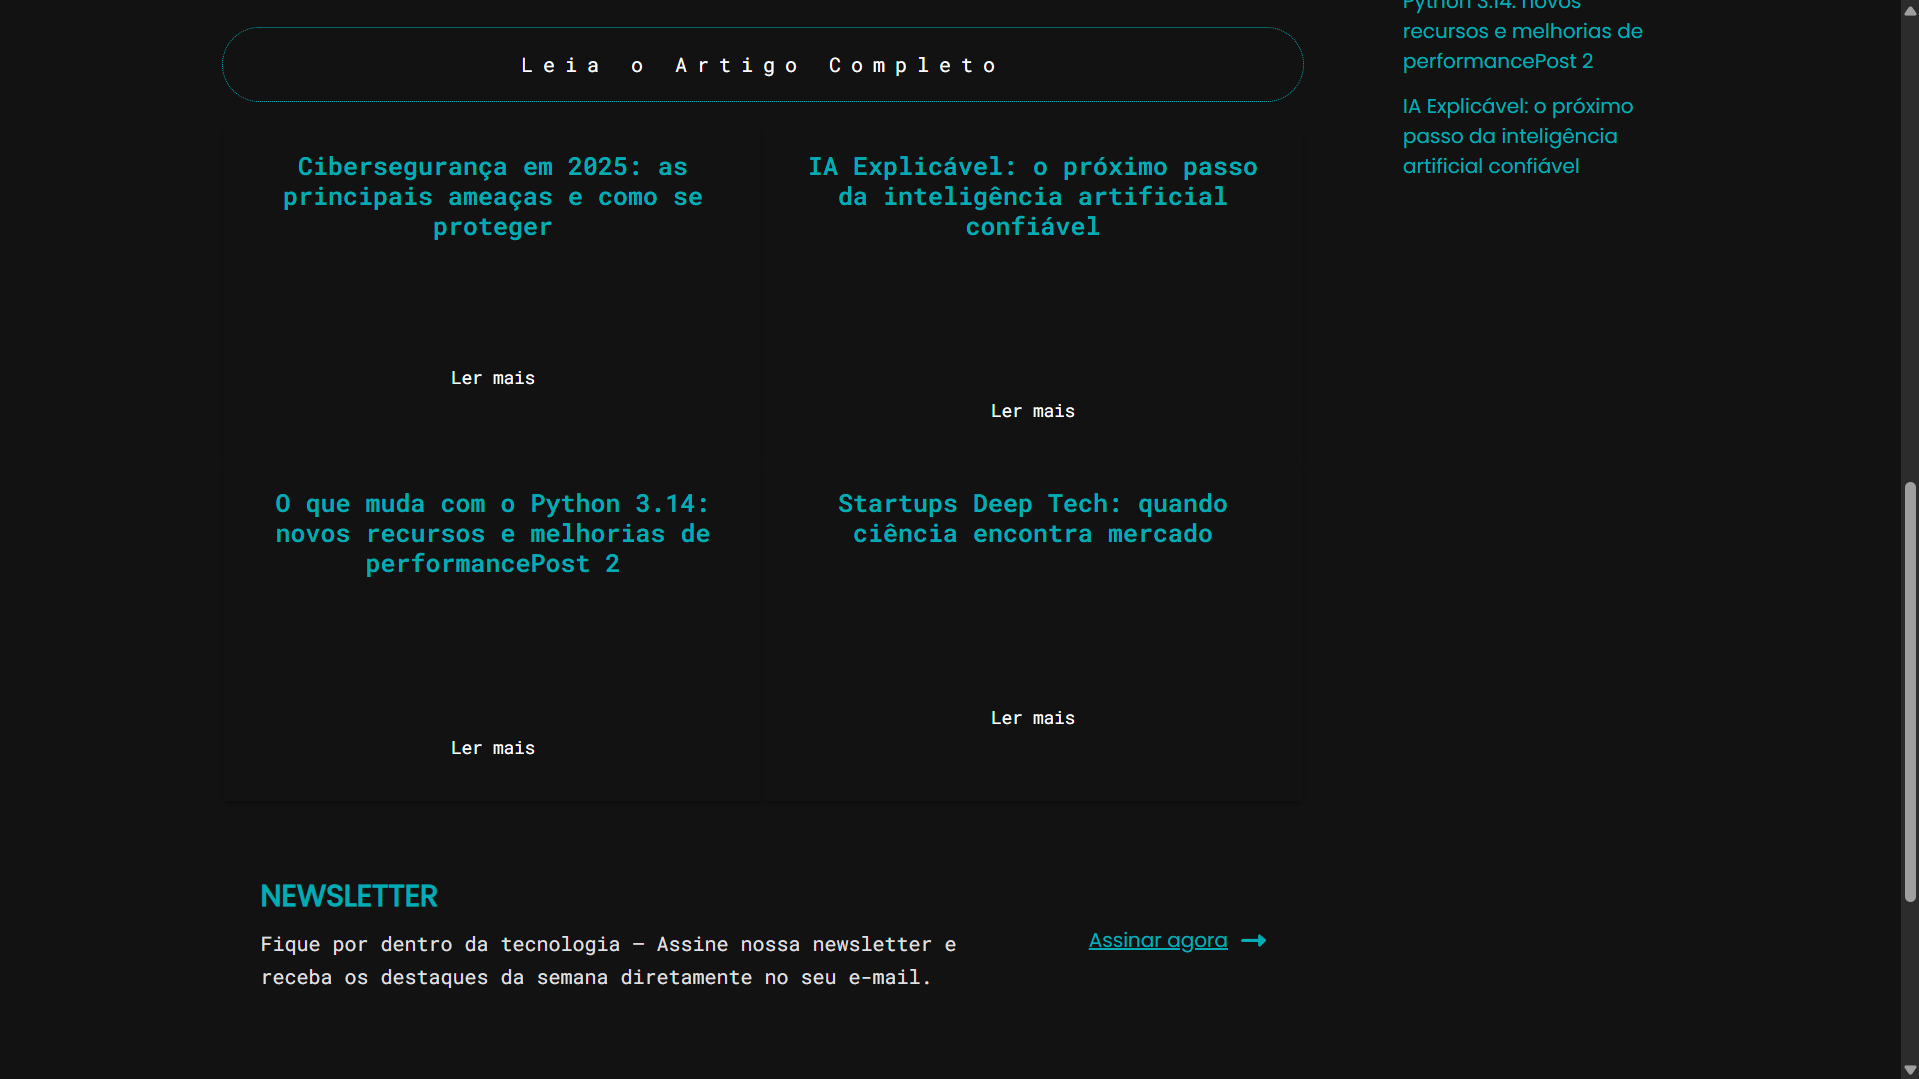 Leia o Artigo Completo
Cibersegurança em 2025: as
principais ameaças e como se
proteger
Ler mais
IA Explicável: o próximo passo
da inteligência artificial
confiável
Ler mais
O que muda com o Python 3.14:
novos recursos e melhorias de
performancePost 2
Ler mais
Startups Deep Tech: quando
ciência encontra mercado
Ler mais
NEWSLETTER
Fique por dentro da tecnologia — Assine nossa newsletter e
receba os destaques da semana diretamente no seu e-mail.
Assinar agora
Python 3.14: novos
recursos e melhorias de
performancePost 2
IA Explicável: o próximo
passo da inteligência
artificial confiável